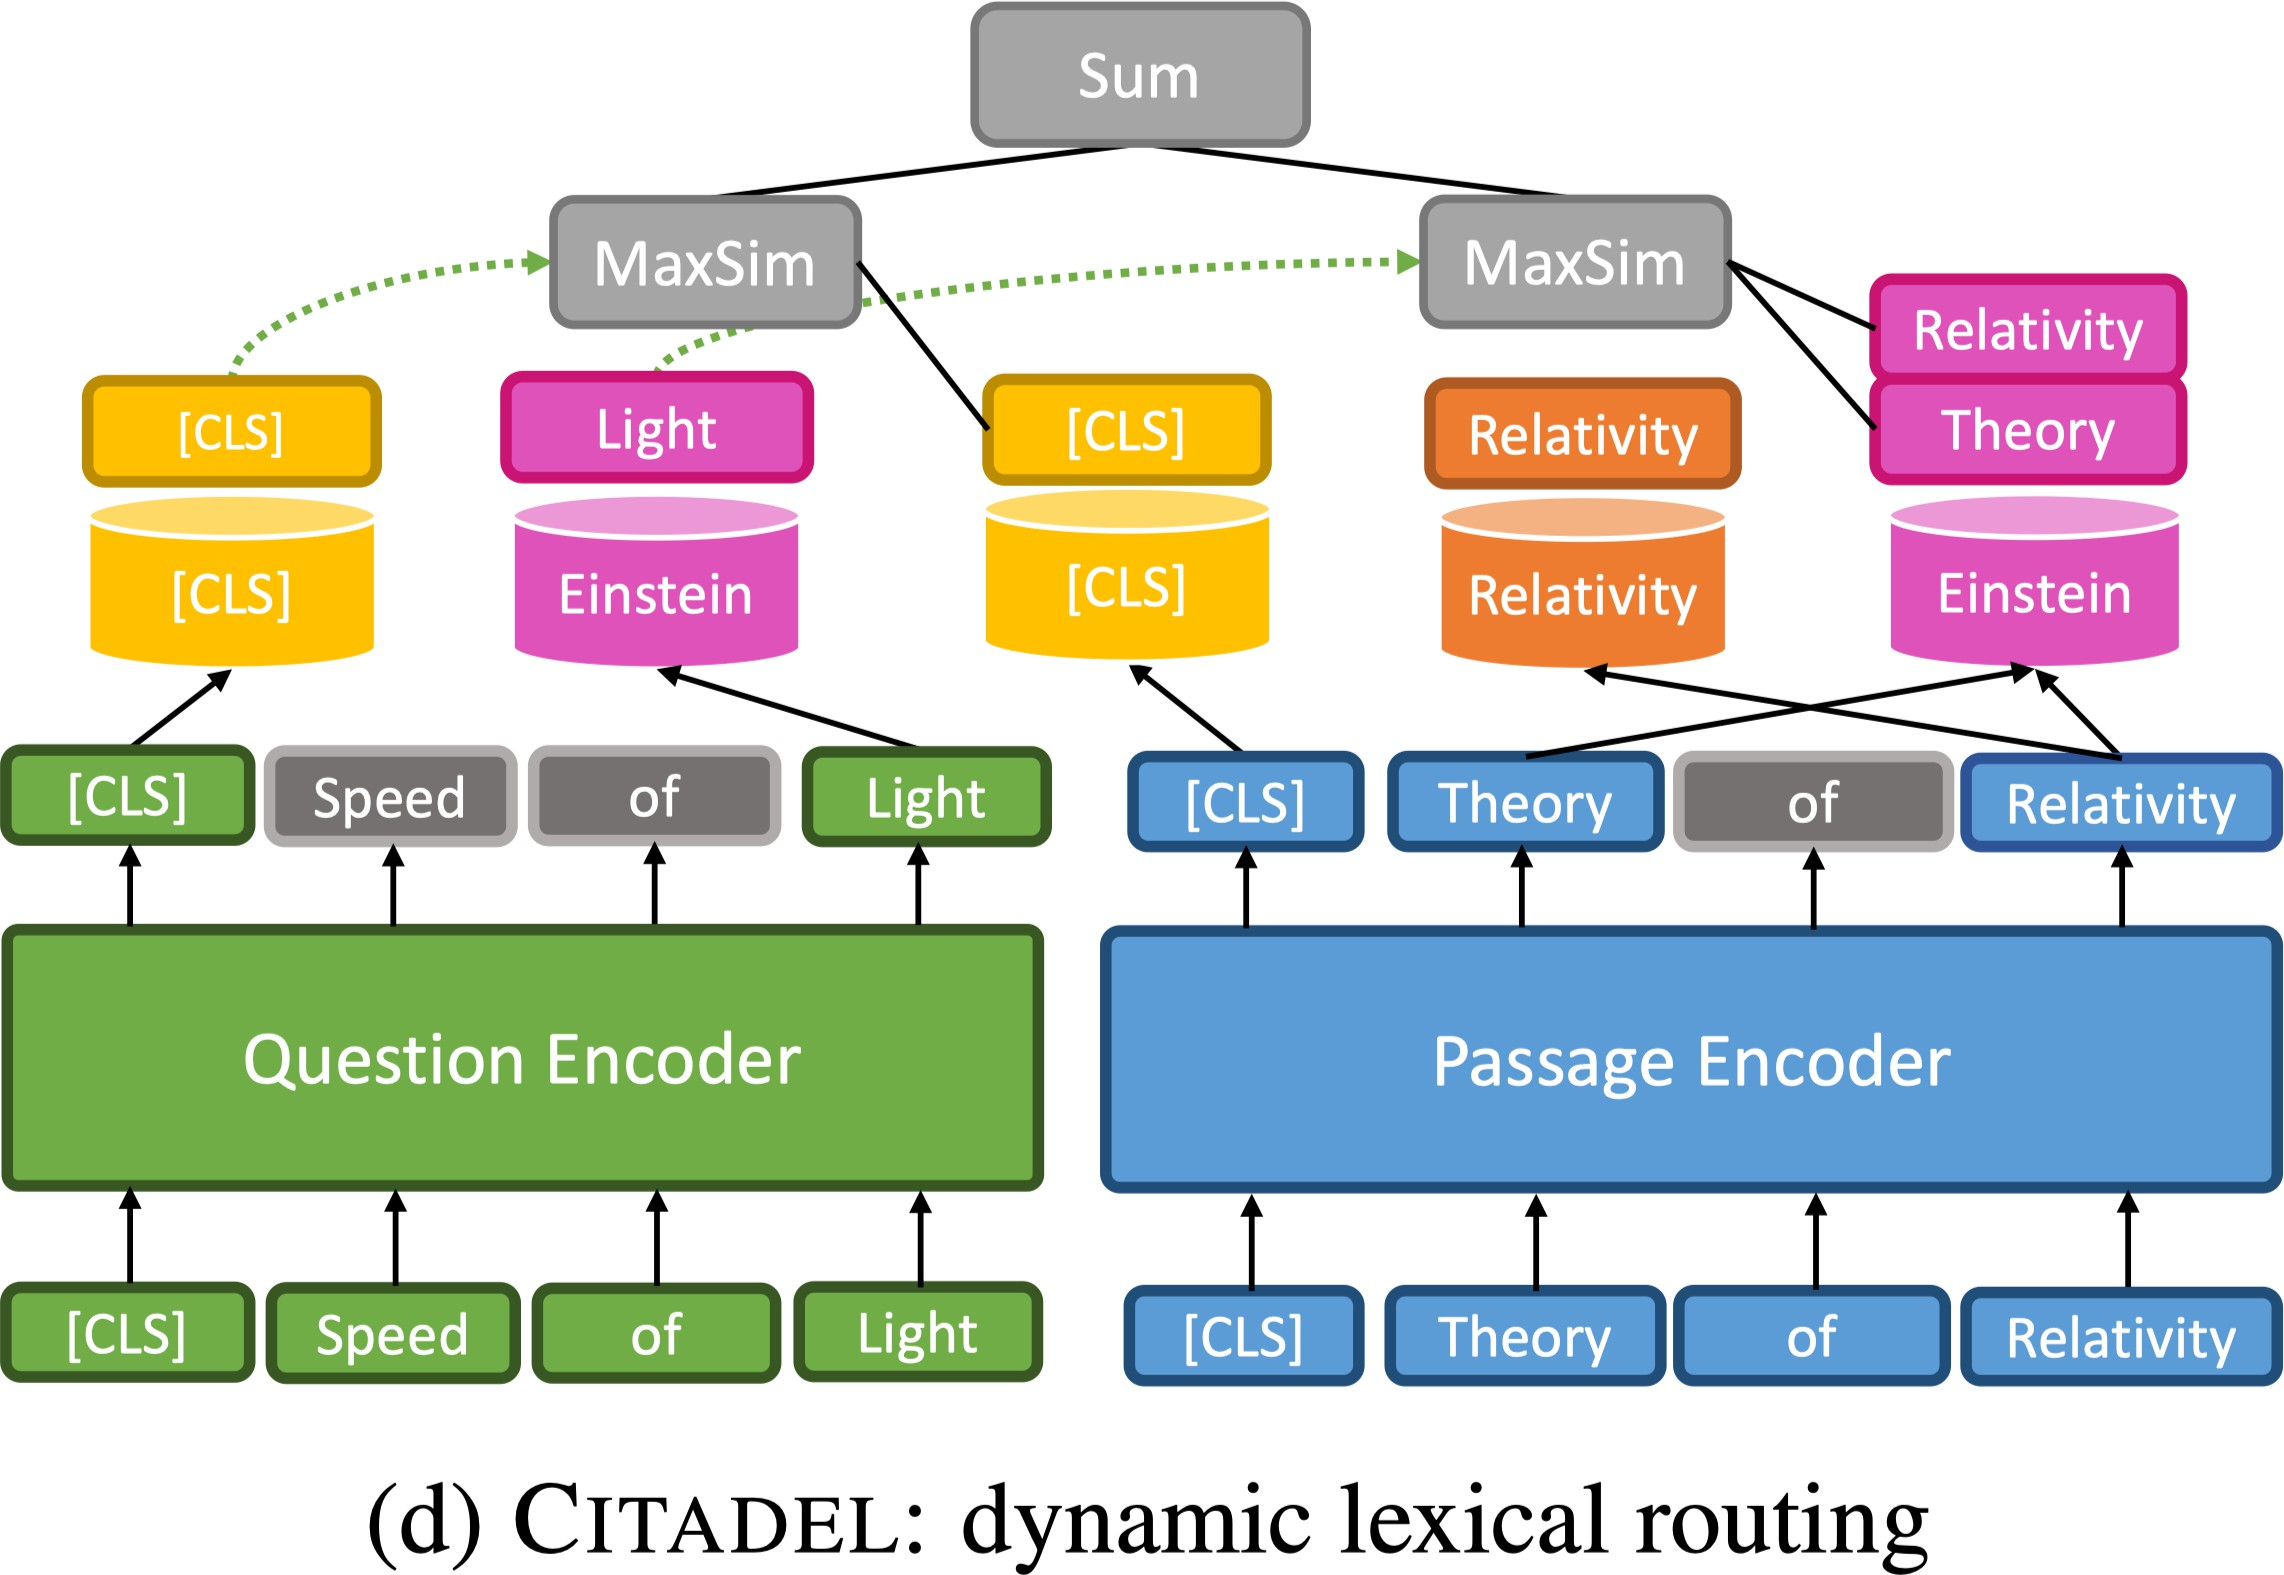 Sum
MaxSim MaxSim
Relativity
[CLS] Light [CLS] Relativity Theory
[CLS] Einstein [CLS] Relativity Einstein
[CLS] Speed of Light [CLS] Theory of Relativity
Question Encoder Passage Encoder
[CLS] Speed of Light [CLS] Theory of Relativity
(d) CITADEL: dynamic lexical routing